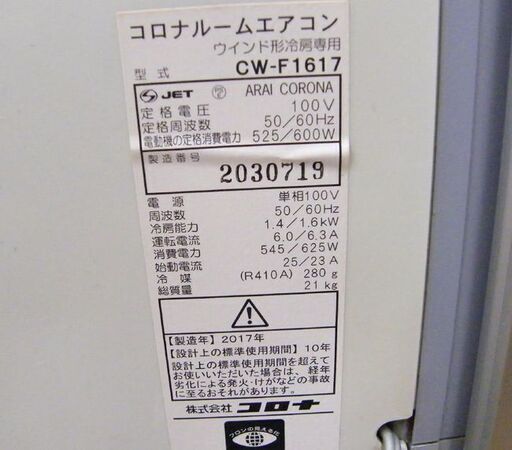 コロナルームエアコン
ウインド形冷房専用
型式 CW-F1617
JET ARAI CORONA
定格電圧 100V
定格周波数 50/60Hz
電動機の定格消費電力 525/600W
製造番号
2030719
電源 単相100V
周波数 50/60Hz
冷房能力 1.4/1.6kW
運転電流 6.0/6.3A
消費電力 545/625W
始動電流 25/23A
冷媒 (R410A) 280g
総質量 21kg
【製造年】2017年
【設計上の標準使用期間】10年
【設計上の標準使用期間】を超えて
お使いいただいた場合は、経年
劣化による発火・けがなどの事故
に至るおそれがあります。
株式会社 コロナ
フロンの見える化